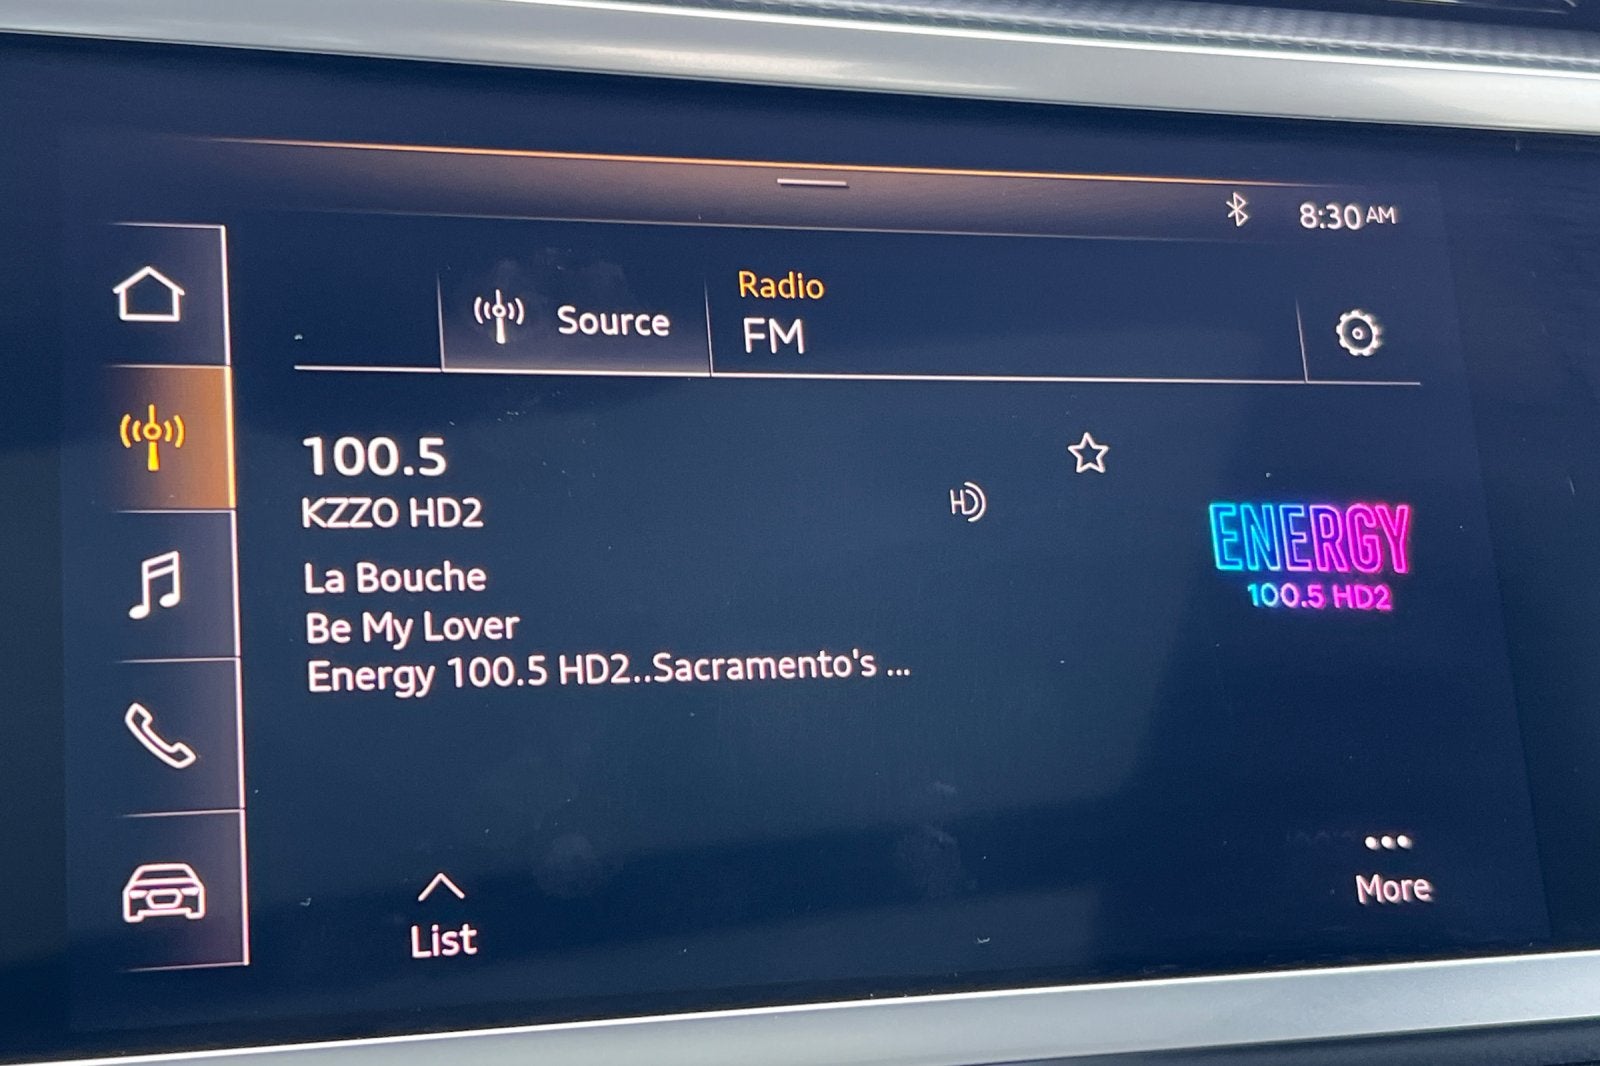 8:30 AM
Source
Radio
FM
100.5
KZZO HD2
HD
La Bouche
Be My Lover
Energy 100.5 HD2..Sacramento's ...
ENERGY
100.5 HD2
List
More